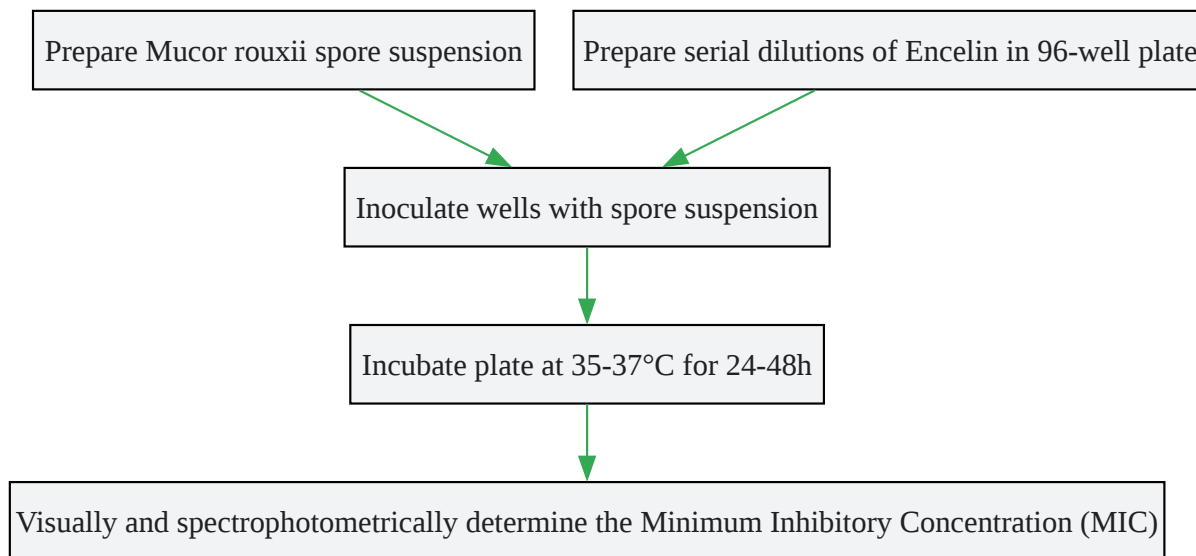 Prepare Mucor rouxii spore suspension
Prepare serial dilutions of Encelin in 96-well plate
Inoculate wells with spore suspension
Incubate plate at 35-37°C for 24-48h
Visually and spectrophotometrically determine the Minimum Inhibitory Concentration (MIC)